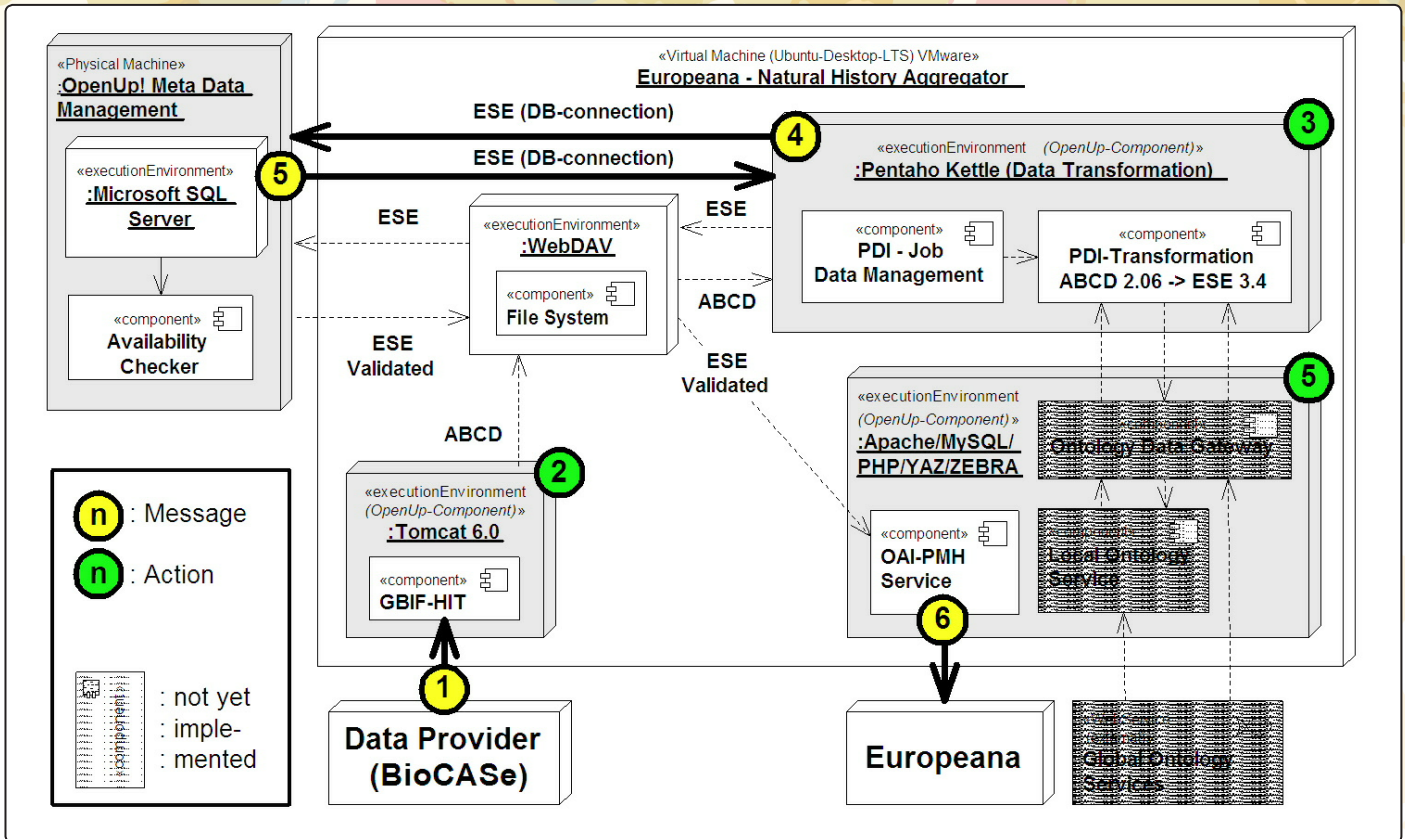 «Physical Machine»
:OpenUp! Meta Data
Management
«executionEnvironment»
:Microsoft SQL
Server
5
«component»
Availability
Checker
«Virtual Machine (Ubuntu-Desktop-LTS) VMware»
Europeana - Natural History Aggregator
ESE (DB-connection)
4
ESE (DB-connection)
3
«executionEnvironment (OpenUp-Component)»
:Pentaho Kettle (Data Transformation)
«component»
PDI - Job
Data Management
«component»
PDI-Transformation
ABCD 2.06 -> ESE 3.4
ESE
«executionEnvironment»
:WebDAV
«component»
File System
ESE
ABCD
ESE
Validated
ESE
Validated
ABCD
2
«executionEnvironment
(OpenUp-Component)»
:Tomcat 6.0
«component»
GBIF-HIT
1
Data Provider
(BioCASe)
5
«executionEnvironment
(OpenUp-Component)»
:Apache/MySQL/
PHP/YAZ/ZEBRA
Ontology Data Gateway
«component»
OAI-PMH
Service
Local Ontology
Service
6
Europeana
Global Ontology
Services
n : Message
n : Action
«component»
: not yet
: imple-
: mented